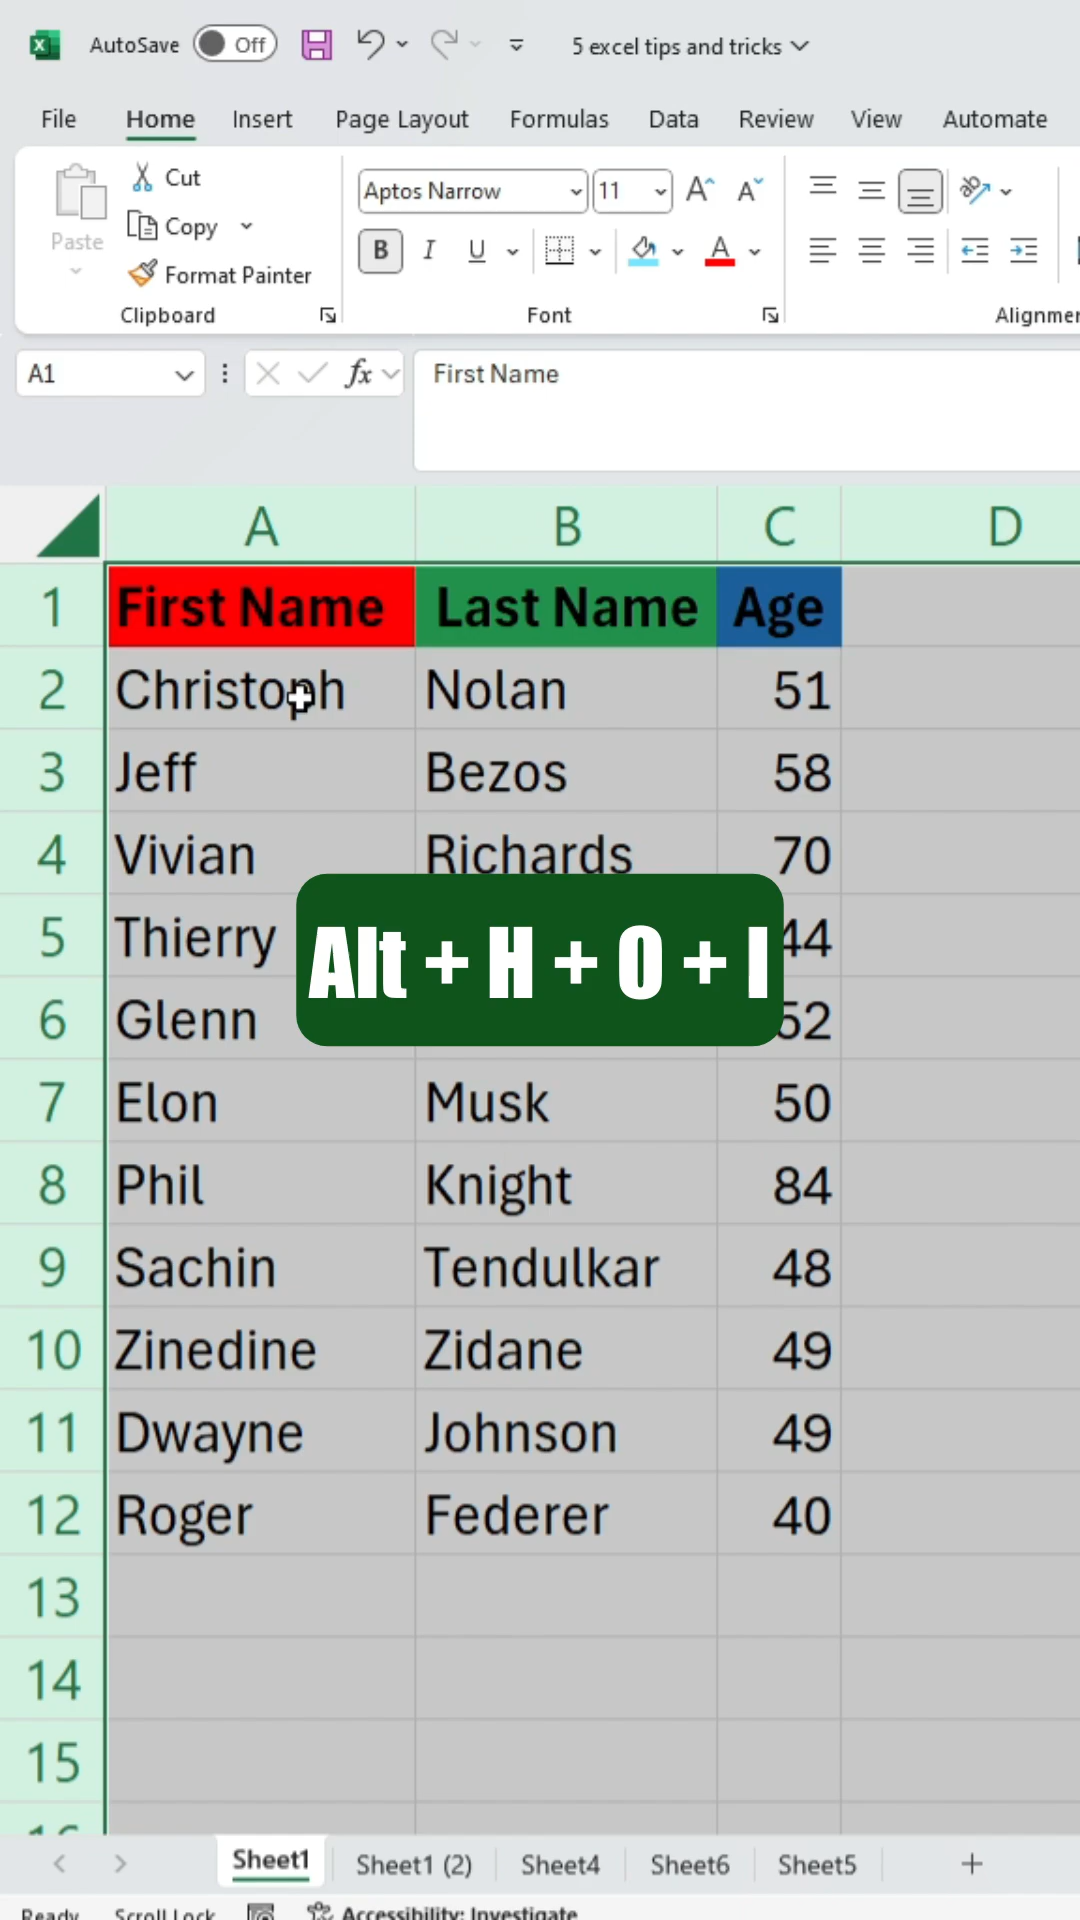 AutoSave Off 5 excel tips and tricks
File Home Insert Page Layout Formulas Data Review View Automate
Paste
Cut
Copy
Format Painter
Clipboard
Aptos Narrow 11 A A
B I U A
Font
A1 fx First Name
A B C D
1 First Name Last Name Age
2 Christoph Nolan 51
3 Jeff Bezos 58
4 Vivian Richards 70
5 Thierry 44
6 Glenn 52
7 Elon Musk 50
8 Phil Knight 84
9 Sachin Tendulkar 48
10 Zinedine Zidane 49
11 Dwayne Johnson 49
12 Roger Federer 40
13
14
15
Alt + H + O + I
Sheet1 Sheet1 (2) Sheet4 Sheet6 Sheet5 +
Ready Scroll Lock Accessibility: Investigate